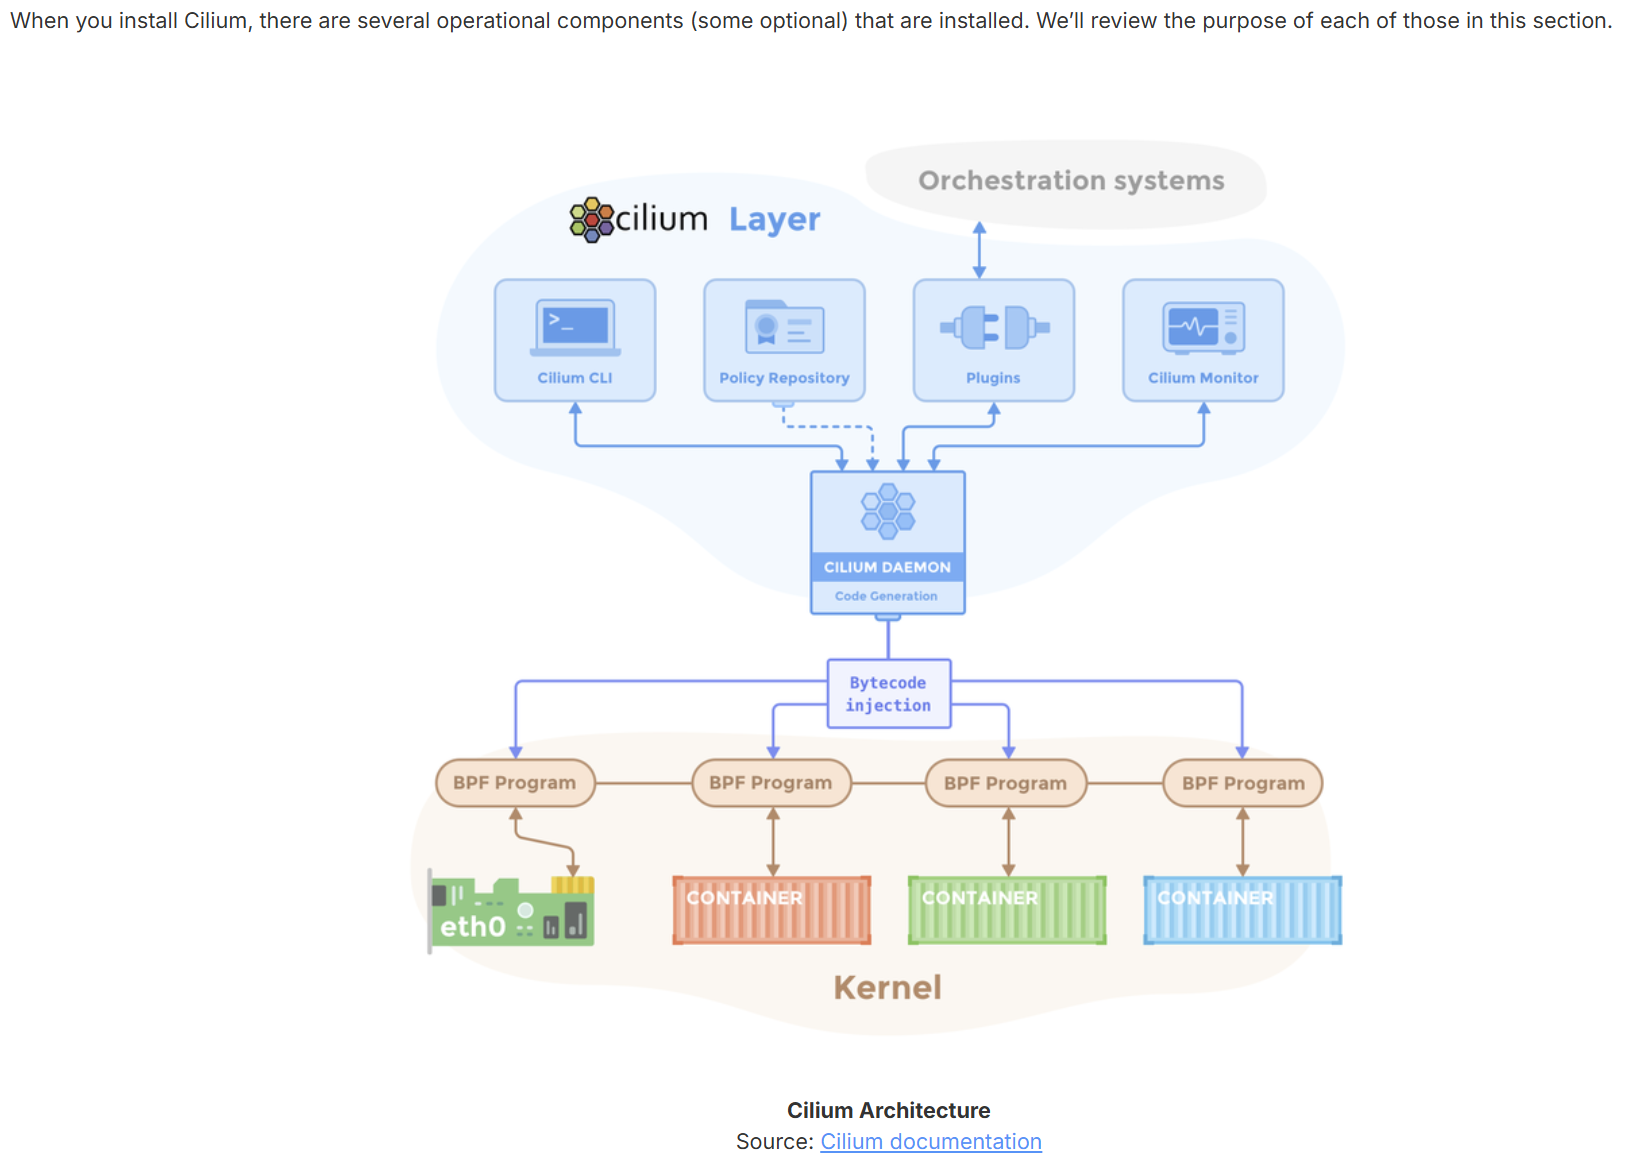 When you install Cilium, there are several operational components (some optional) that are installed. We’ll review the purpose of each of those in this section.
Orchestration systems
cilium Layer
>_
Cilium CLI
Policy Repository
Plugins
Cilium Monitor
CILIUM DAEMON
Code Generation
Bytecode
injection
BPF Program
BPF Program
BPF Program
BPF Program
eth0
CONTAINER
CONTAINER
CONTAINER
Kernel
Cilium Architecture
Source: Cilium documentation